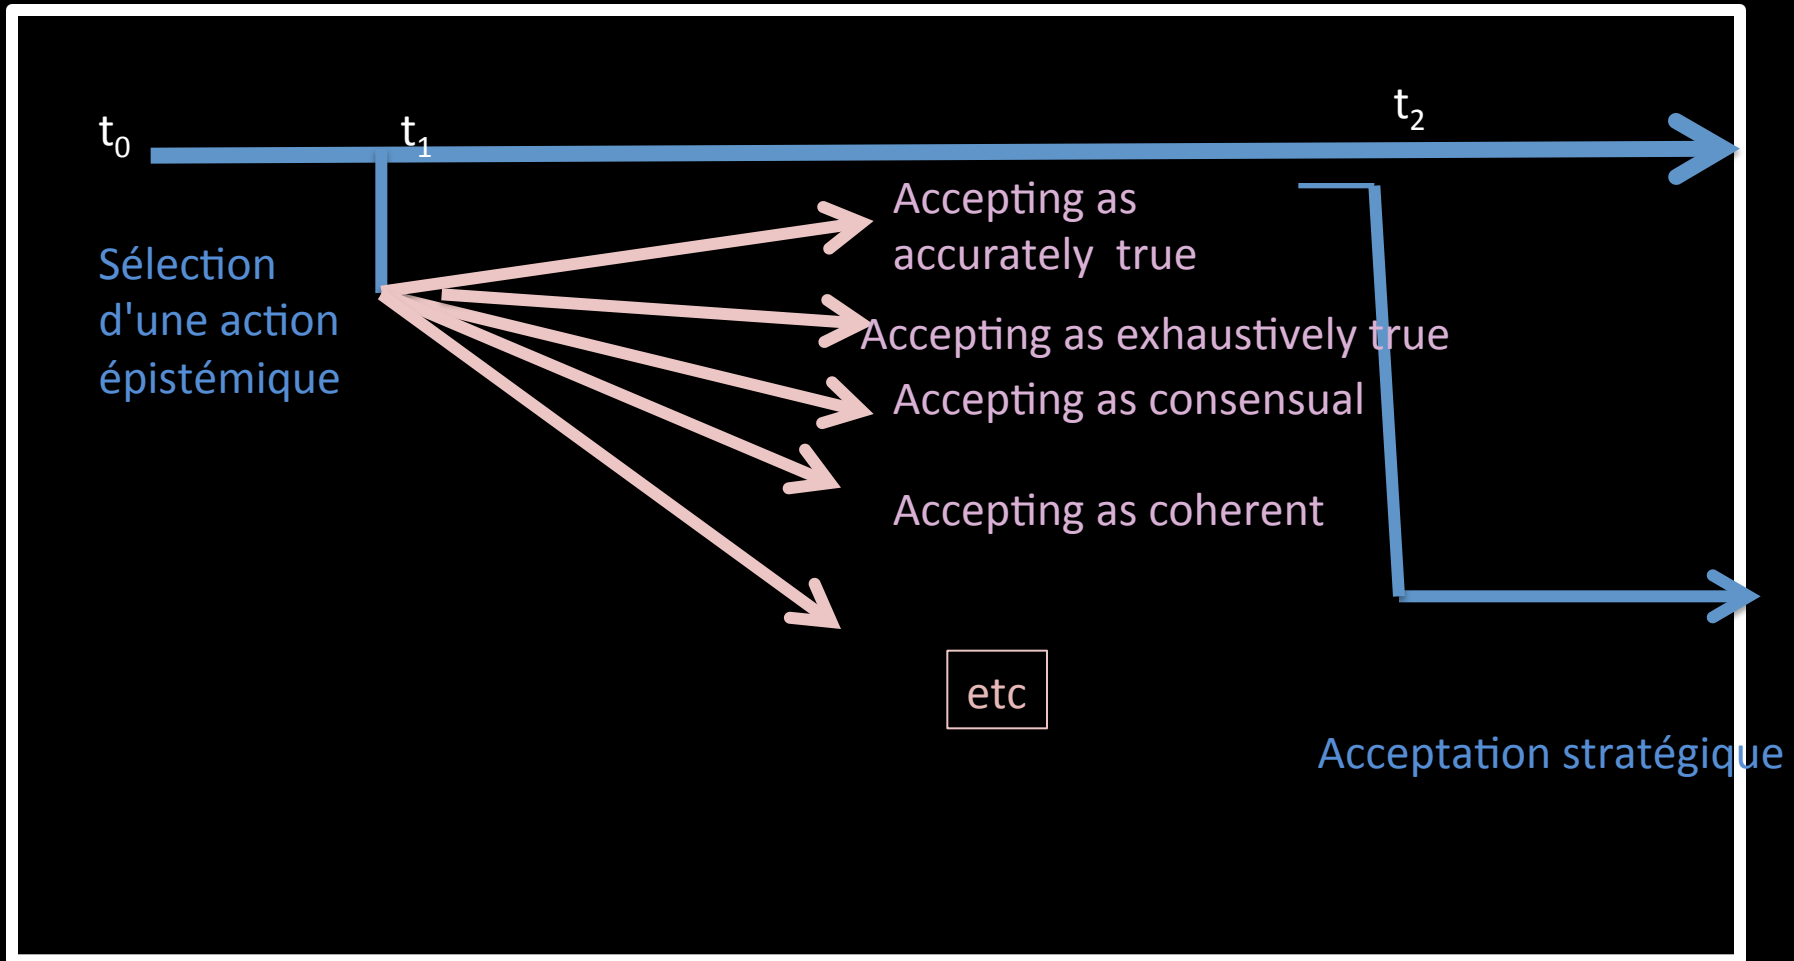 t₀
t₁
t₂
Sélection
d'une action
épistémique
Accepting as
accurately true
Accepting as exhaustively true
Accepting as consensual
Accepting as coherent
etc
Acceptation stratégique